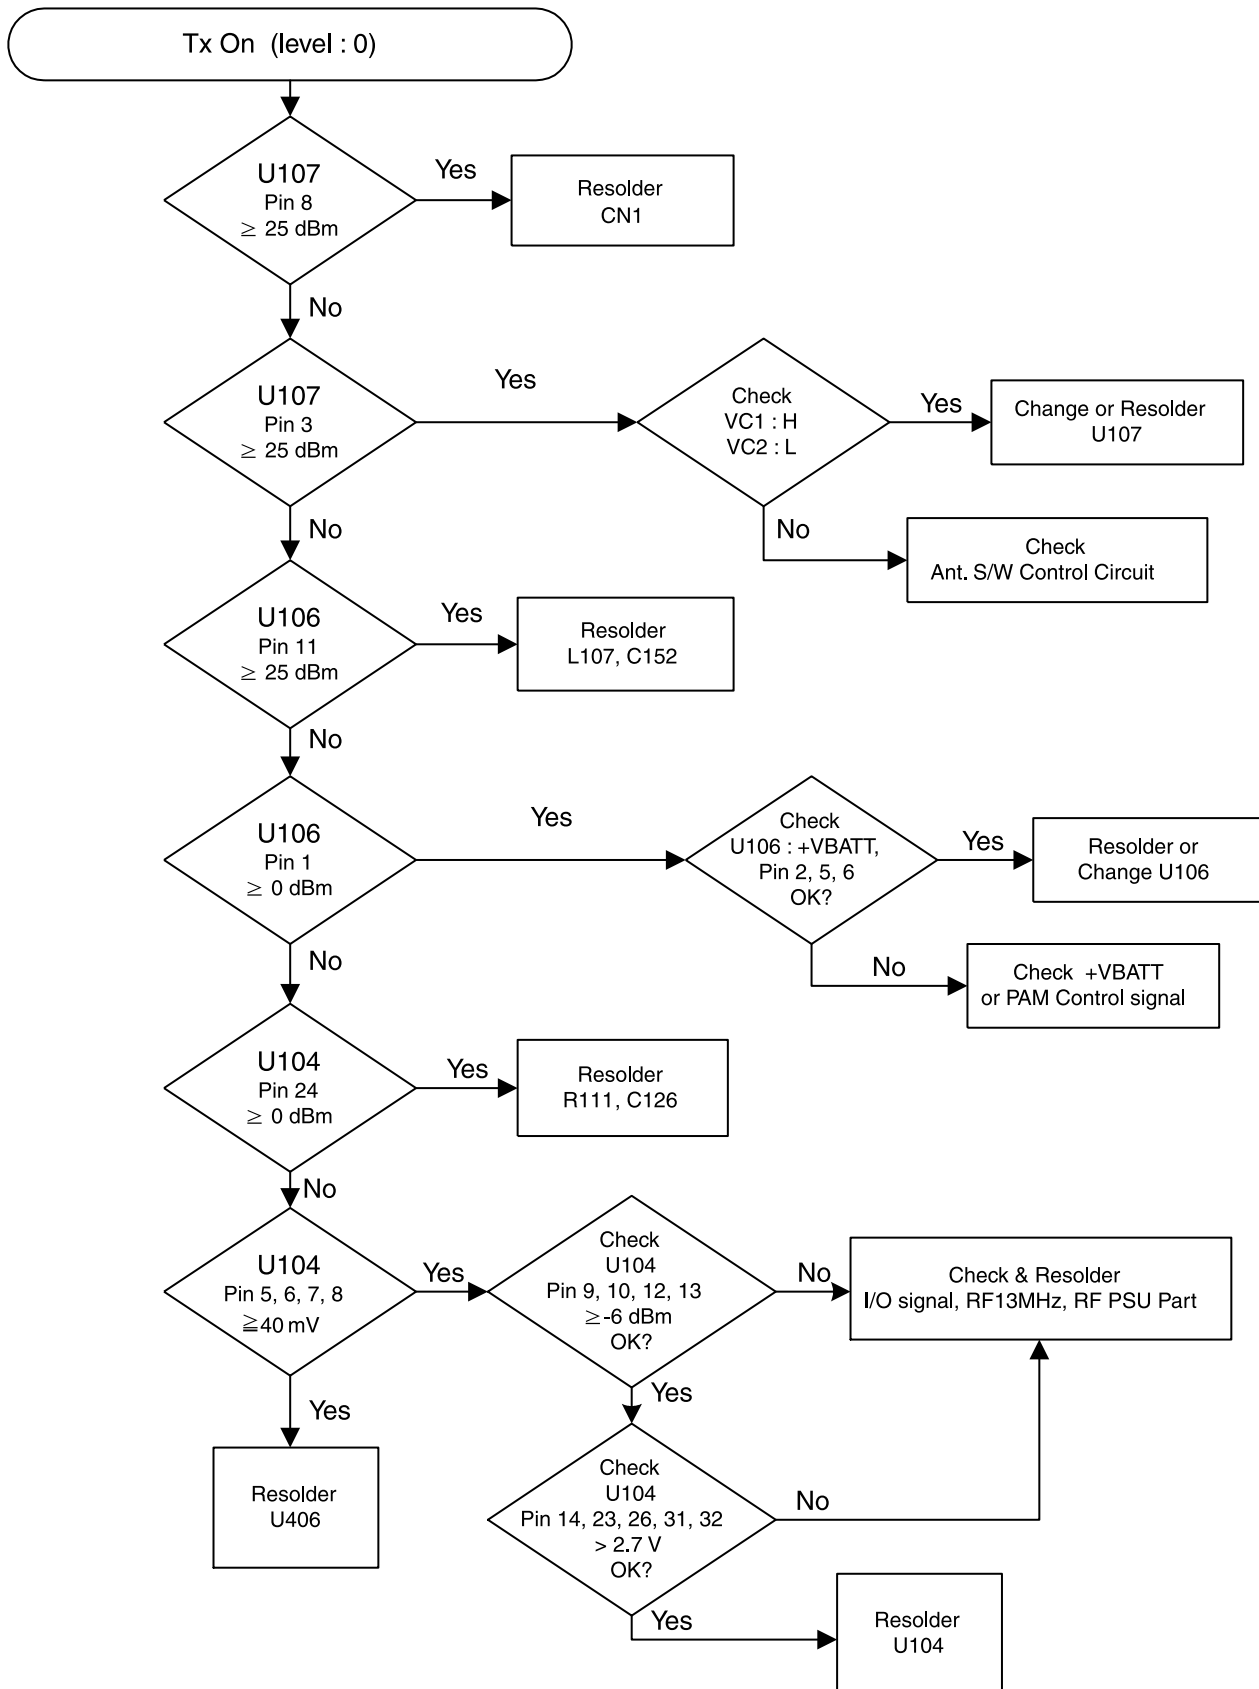 Tx On (level : 0)
U107
Pin 8
≥ 25 dBm
Yes
Resolder
CN1
No
U107
Pin 3
≥ 25 dBm
Yes
Check
VC1 : H
VC2 : L
Yes
Change or Resolder
U107
No
Check
Ant. S/W Control Circuit
No
U106
Pin 11
≥ 25 dBm
Yes
Resolder
L107, C152
No
U106
Pin 1
≥ 0 dBm
Yes
Check
U106 : +VBATT,
Pin 2, 5, 6
OK?
Yes
Resolder or
Change U106
No
Check +VBATT
or PAM Control signal
No
U104
Pin 24
≥ 0 dBm
Yes
Resolder
R111, C126
No
U104
Pin 5, 6, 7, 8
≧40 mV
Yes
Check
U104
Pin 9, 10, 12, 13
≥-6 dBm
OK?
No
Check & Resolder
I/O signal, RF13MHz, RF PSU Part
Yes
Resolder
U406
Yes
Check
U104
Pin 14, 23, 26, 31, 32
> 2.7 V
OK?
No
Yes
Resolder
U104